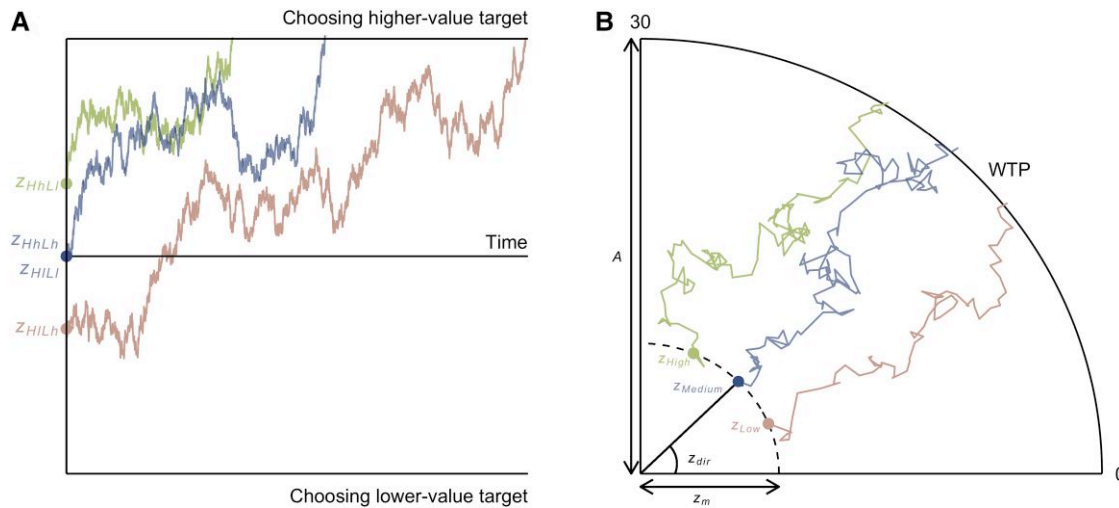 A
Choosing higher-value target
z_HhLl
z_HhLh
z_HlLl
Time
z_HlLh
Choosing lower-value target
B
30
WTP
A
z_High
z_Medium
z_Low
z_dir
z_m
0